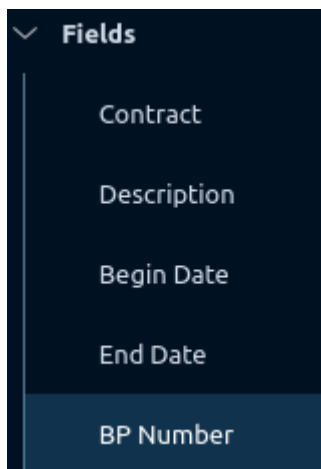 Fields
Contract
Description
Begin Date
End Date
BP Number